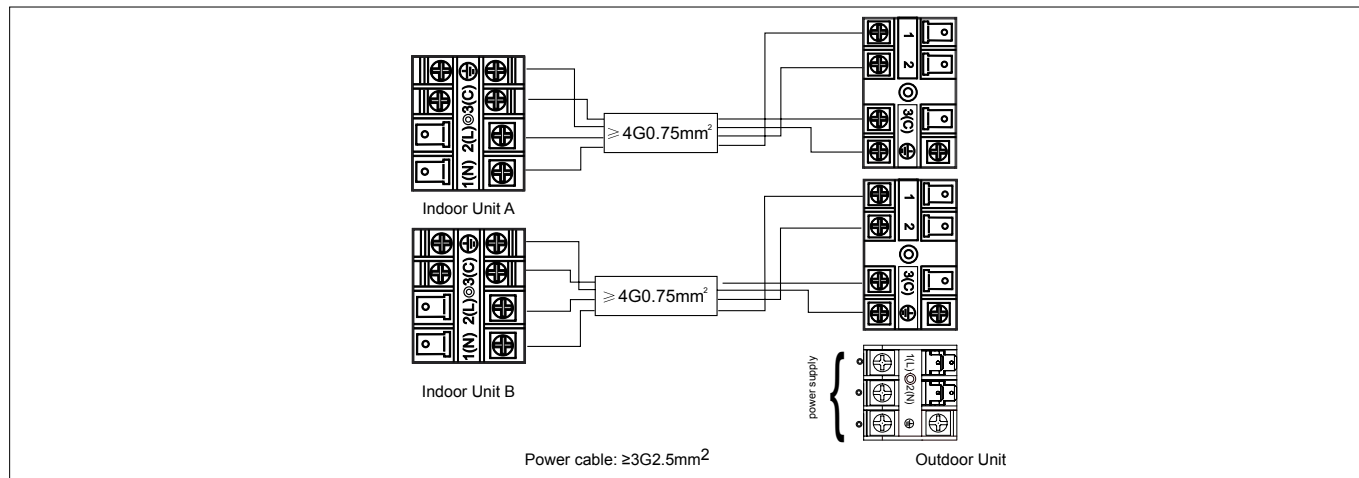 1
2
3(C)
1(N) 2(L) 3(C)
≥ 4G0.75mm²
Indoor Unit A
1
2
3(C)
1(N) 2(L) 3(C)
≥ 4G0.75mm²
Indoor Unit B
power supply
1(L) 2(N)
Power cable: ≥3G2.5mm²
Outdoor Unit